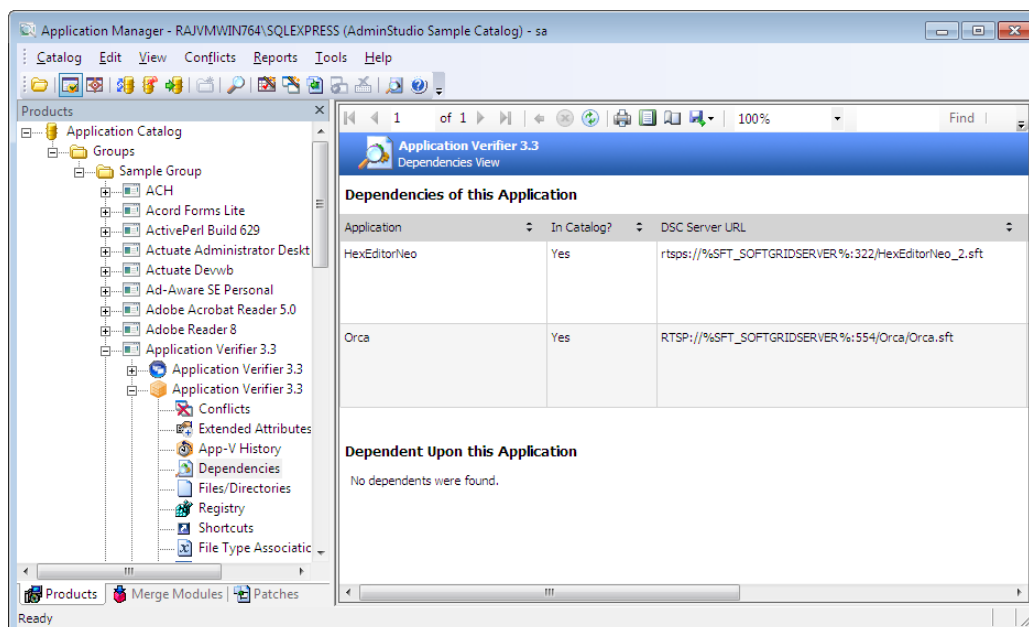 Application Manager - RAJVMWIN764\SQLEXPRESS (AdminStudio Sample Catalog) - sa
Catalog Edit View Conflicts Reports Tools Help
Products
Application Catalog
Groups
Sample Group
ACH
Acord Forms Lite
ActivePerl Build 629
Actuate Administrator Deskt
Actuate Devwb
Ad-Aware SE Personal
Adobe Acrobat Reader 5.0
Adobe Reader 8
Application Verifier 3.3
Application Verifier 3.3
Application Verifier 3.3
Conflicts
Extended Attributes
App-V History
Dependencies
Files/Directories
Registry
Shortcuts
File Type Associatic
Products Merge Modules Patches
1 of 1 100% Find
Application Verifier 3.3
Dependencies View
Dependencies of this Application
Application In Catalog? DSC Server URL
HexEditorNeo Yes rtsps://%SFT_SOFTGRIDSERVER%:322/HexEditorNeo_2.sft
Orca Yes RTSP://%SFT_SOFTGRIDSERVER%:554/Orca/Orca.sft
Dependent Upon this Application
No dependents were found.
Ready